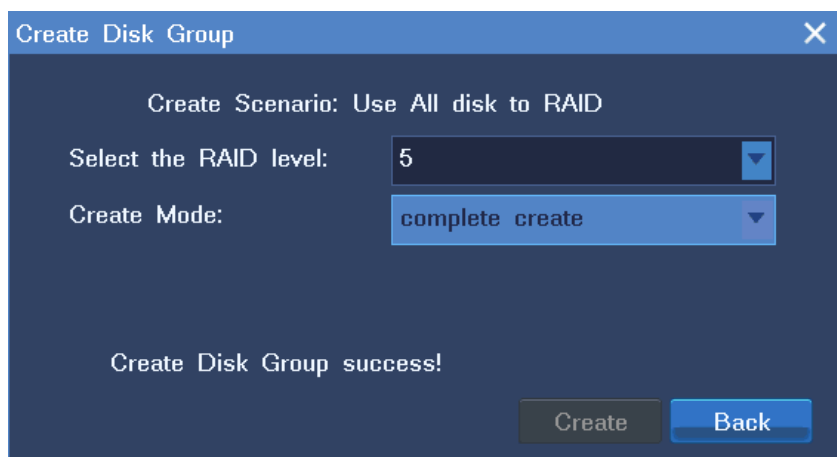 Create Disk Group
Create Scenario: Use All disk to RAID
Select the RAID level: 5
Create Mode: complete create
Create Disk Group success!
Create Back